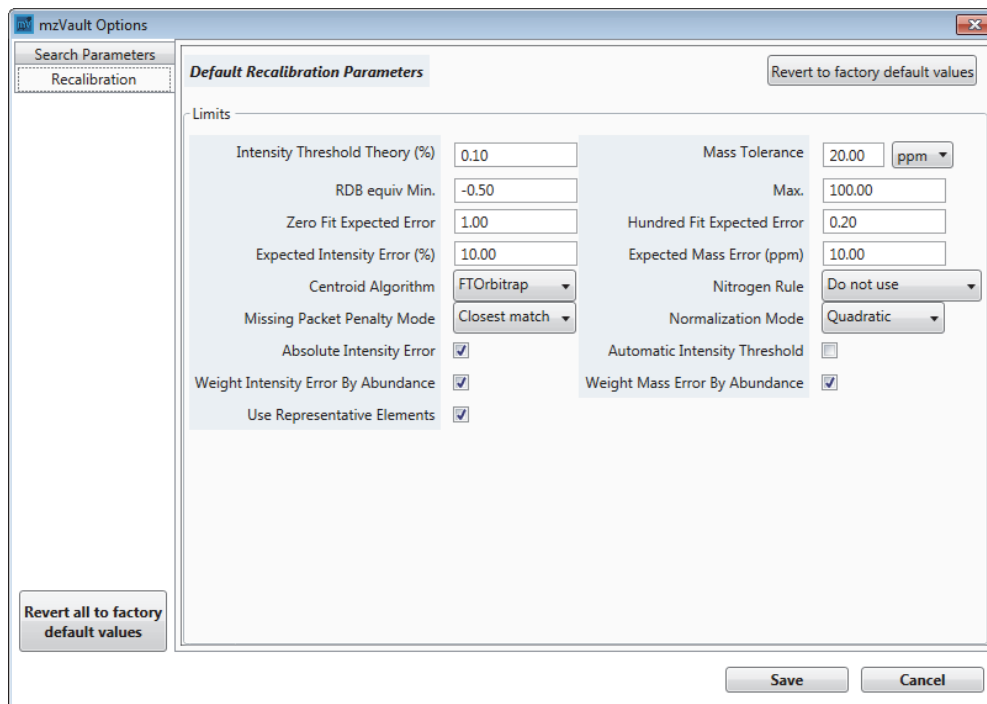 mzVault Options
Search Parameters
Recalibration
Default Recalibration Parameters
Revert to factory default values
Limits
Intensity Threshold Theory (%) 0.10 Mass Tolerance 20.00 ppm
RDB equiv Min. -0.50 Max. 100.00
Zero Fit Expected Error 1.00 Hundred Fit Expected Error 0.20
Expected Intensity Error (%) 10.00 Expected Mass Error (ppm) 10.00
Centroid Algorithm FTOrbitrap Nitrogen Rule Do not use
Missing Packet Penalty Mode Closest match Normalization Mode Quadratic
Absolute Intensity Error Automatic Intensity Threshold
Weight Intensity Error By Abundance Weight Mass Error By Abundance
Use Representative Elements
Revert all to factory
default values
Save Cancel